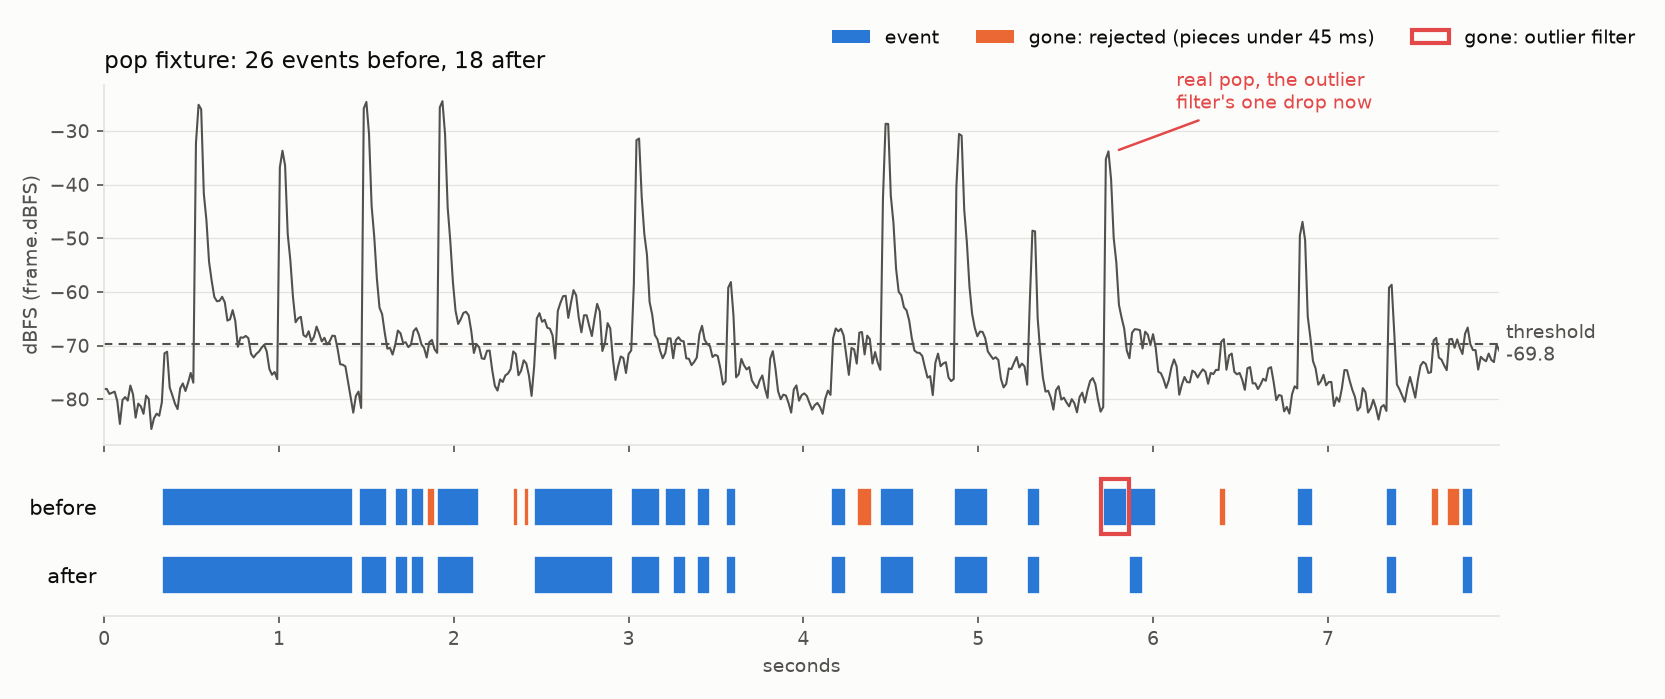 event
gone: rejected (pieces under 45 ms)
gone: outlier filter
pop fixture: 26 events before, 18 after
real pop, the outlier
filter's one drop now
dBFS (frame.dBFS)
−30
−40
−50
−60
−70
−80
threshold
-69.8
before
after
0 1 2 3 4 5 6 7
seconds